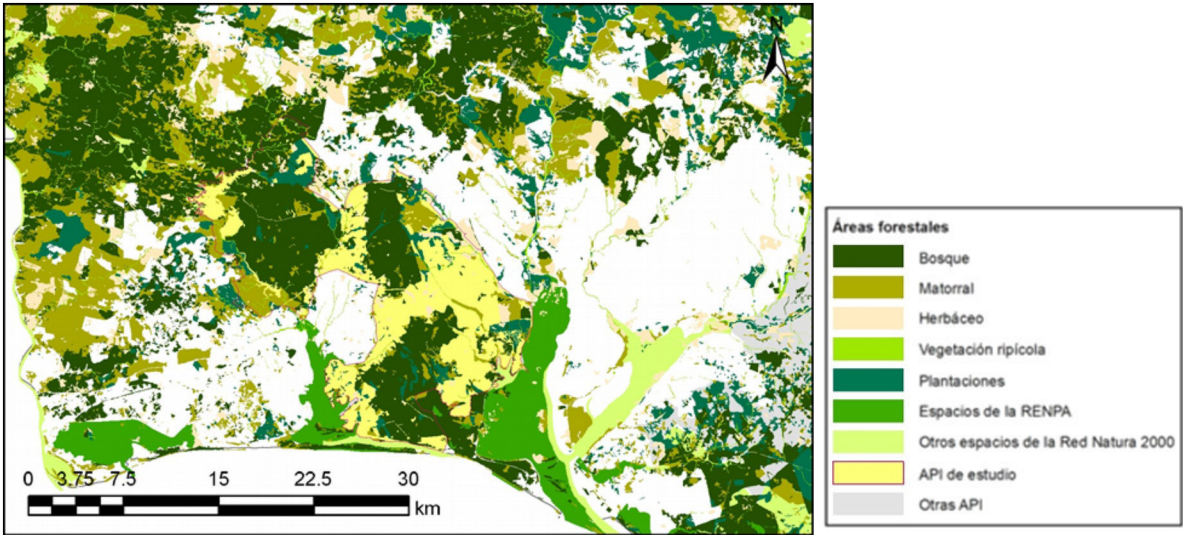 N
0 3.75 7.5 15 22.5 30
km
Áreas forestales
Bosque
Matorral
Herbáceo
Vegetación ripícola
Plantaciones
Espacios de la RENPA
Otros espacios de la Red Natura 2000
API de estudio
Otras API